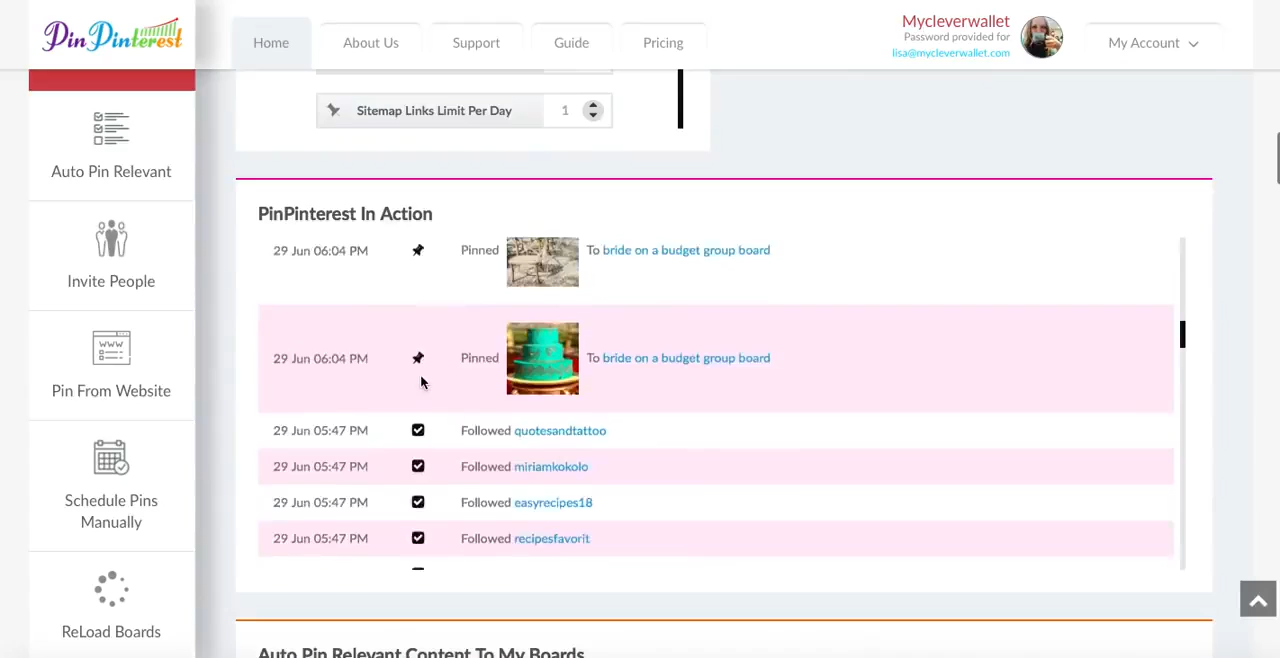 PinPinterest
Home
About Us
Support
Guide
Pricing
Mycleverwallet
Password provided for
lisa@mycleverwallet.com
My Account
Auto Pin Relevant
Invite People
WWW
Pin From Website
Schedule Pins
Manually
ReLoad Boards
Sitemap Links Limit Per Day 1
PinPinterest In Action
29 Jun 06:04 PM Pinned To bride on a budget group board
29 Jun 06:04 PM Pinned To bride on a budget group board
29 Jun 05:47 PM Followed quotesandtattoo
29 Jun 05:47 PM Followed miriamkokolo
29 Jun 05:47 PM Followed easyrecipes18
29 Jun 05:47 PM Followed recipesfavorit
Auto Pin Relevant Content To My Boards